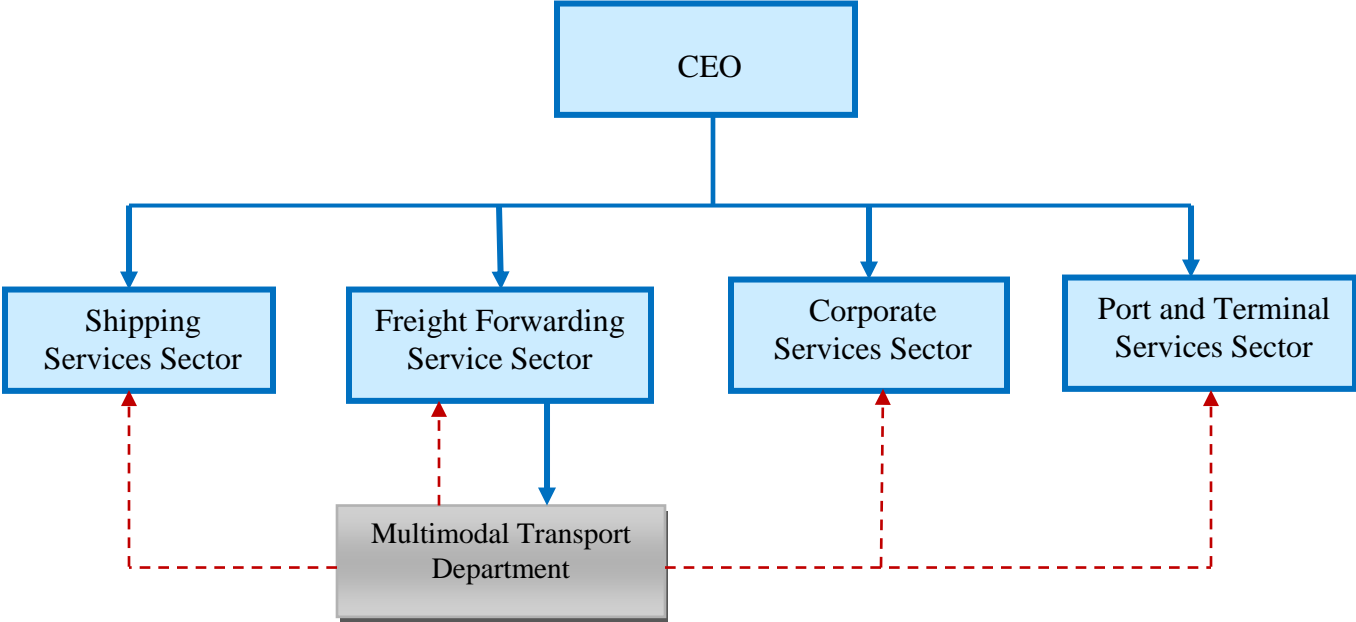 CEO
Shipping
Services Sector
Freight Forwarding
Service Sector
Corporate
Services Sector
Port and Terminal
Services Sector
Multimodal Transport
Department